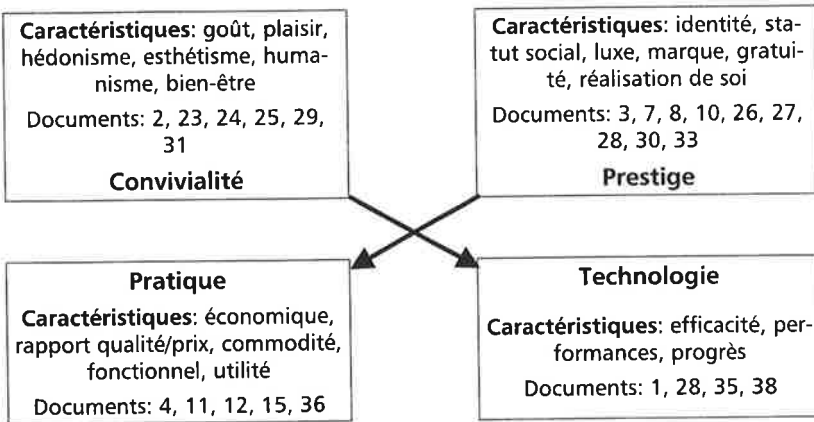 Caractéristiques: goût, plaisir,
hédonisme, esthétisme, huma-
nisme, bien-être
Documents: 2, 23, 24, 25, 29,
31
Convivialité
Caractéristiques: identité, sta-
tut social, luxe, marque, gratui-
té, réalisation de soi
Documents: 3, 7, 8, 10, 26, 27,
28, 30, 33
Prestige
Pratique
Caractéristiques: économique,
rapport qualité/prix, commodité,
fonctionnel, utilité
Documents: 4, 11, 12, 15, 36
Technologie
Caractéristiques: efficacité, per-
formances, progrès
Documents: 1, 28, 35, 38